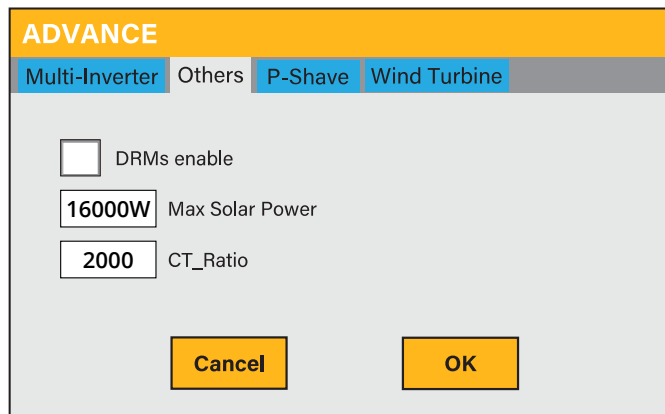 ADVANCE
Multi-Inverter Others P-Shave Wind Turbine
DRMs enable
16000W Max Solar Power
2000 CT_Ratio
Cancel OK